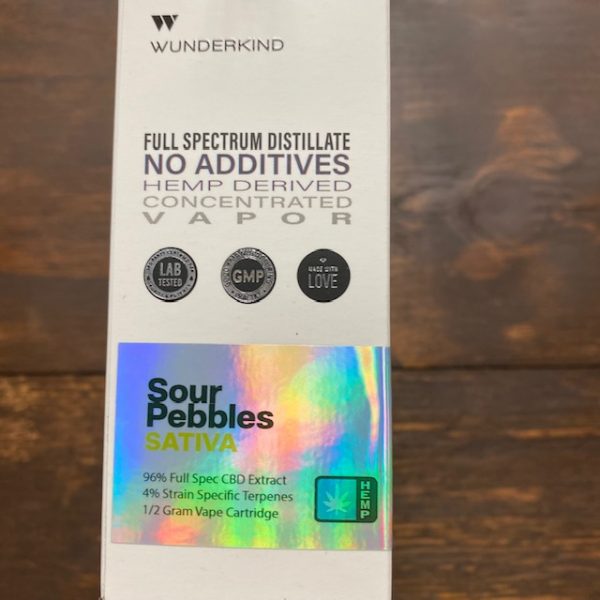 WUNDERKIND
FULL SPECTRUM DISTILLATE
NO ADDITIVES
HEMP DERIVED
CONCENTRATED
VAPOR
LAB
TESTED
GMP
MADE WITH
LOVE
Sour
Pebbles
SATIVA
96% Full Spec CBD Extract
4% Strain Specific Terpenes
1/2 Gram Vape Cartridge
HEMP